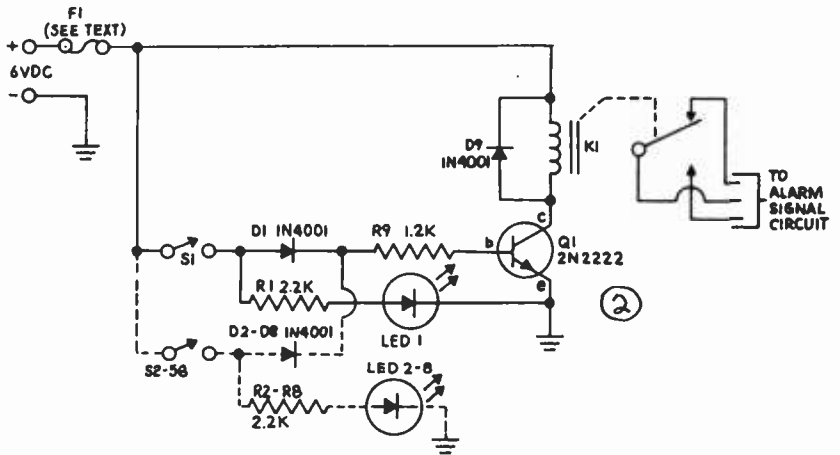 F1
(SEE TEXT)
+
6VDC
-
D9
1N4001
K1
TO
ALARM
SIGNAL
CIRCUIT
D1 1N4001
R9 1.2K
c
b
Q1
2N2222
e
S1
R1 2.2K
LED 1
2
D2-D8 1N4001
S2-S8
LED 2-8
R2-R8
2.2K